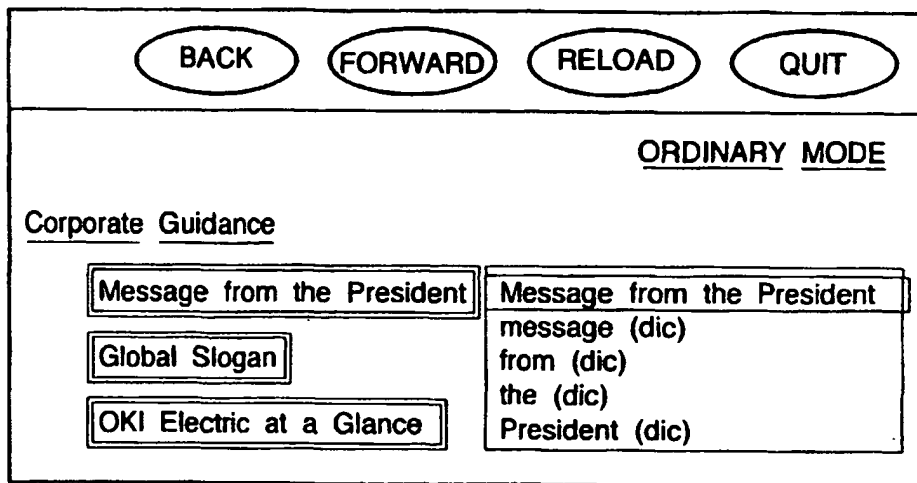 BACK FORWARD RELOAD QUIT
ORDINARY MODE
Corporate Guidance
Message from the President
Global Slogan
OKI Electric at a Glance
Message from the President
message (dic)
from (dic)
the (dic)
President (dic)